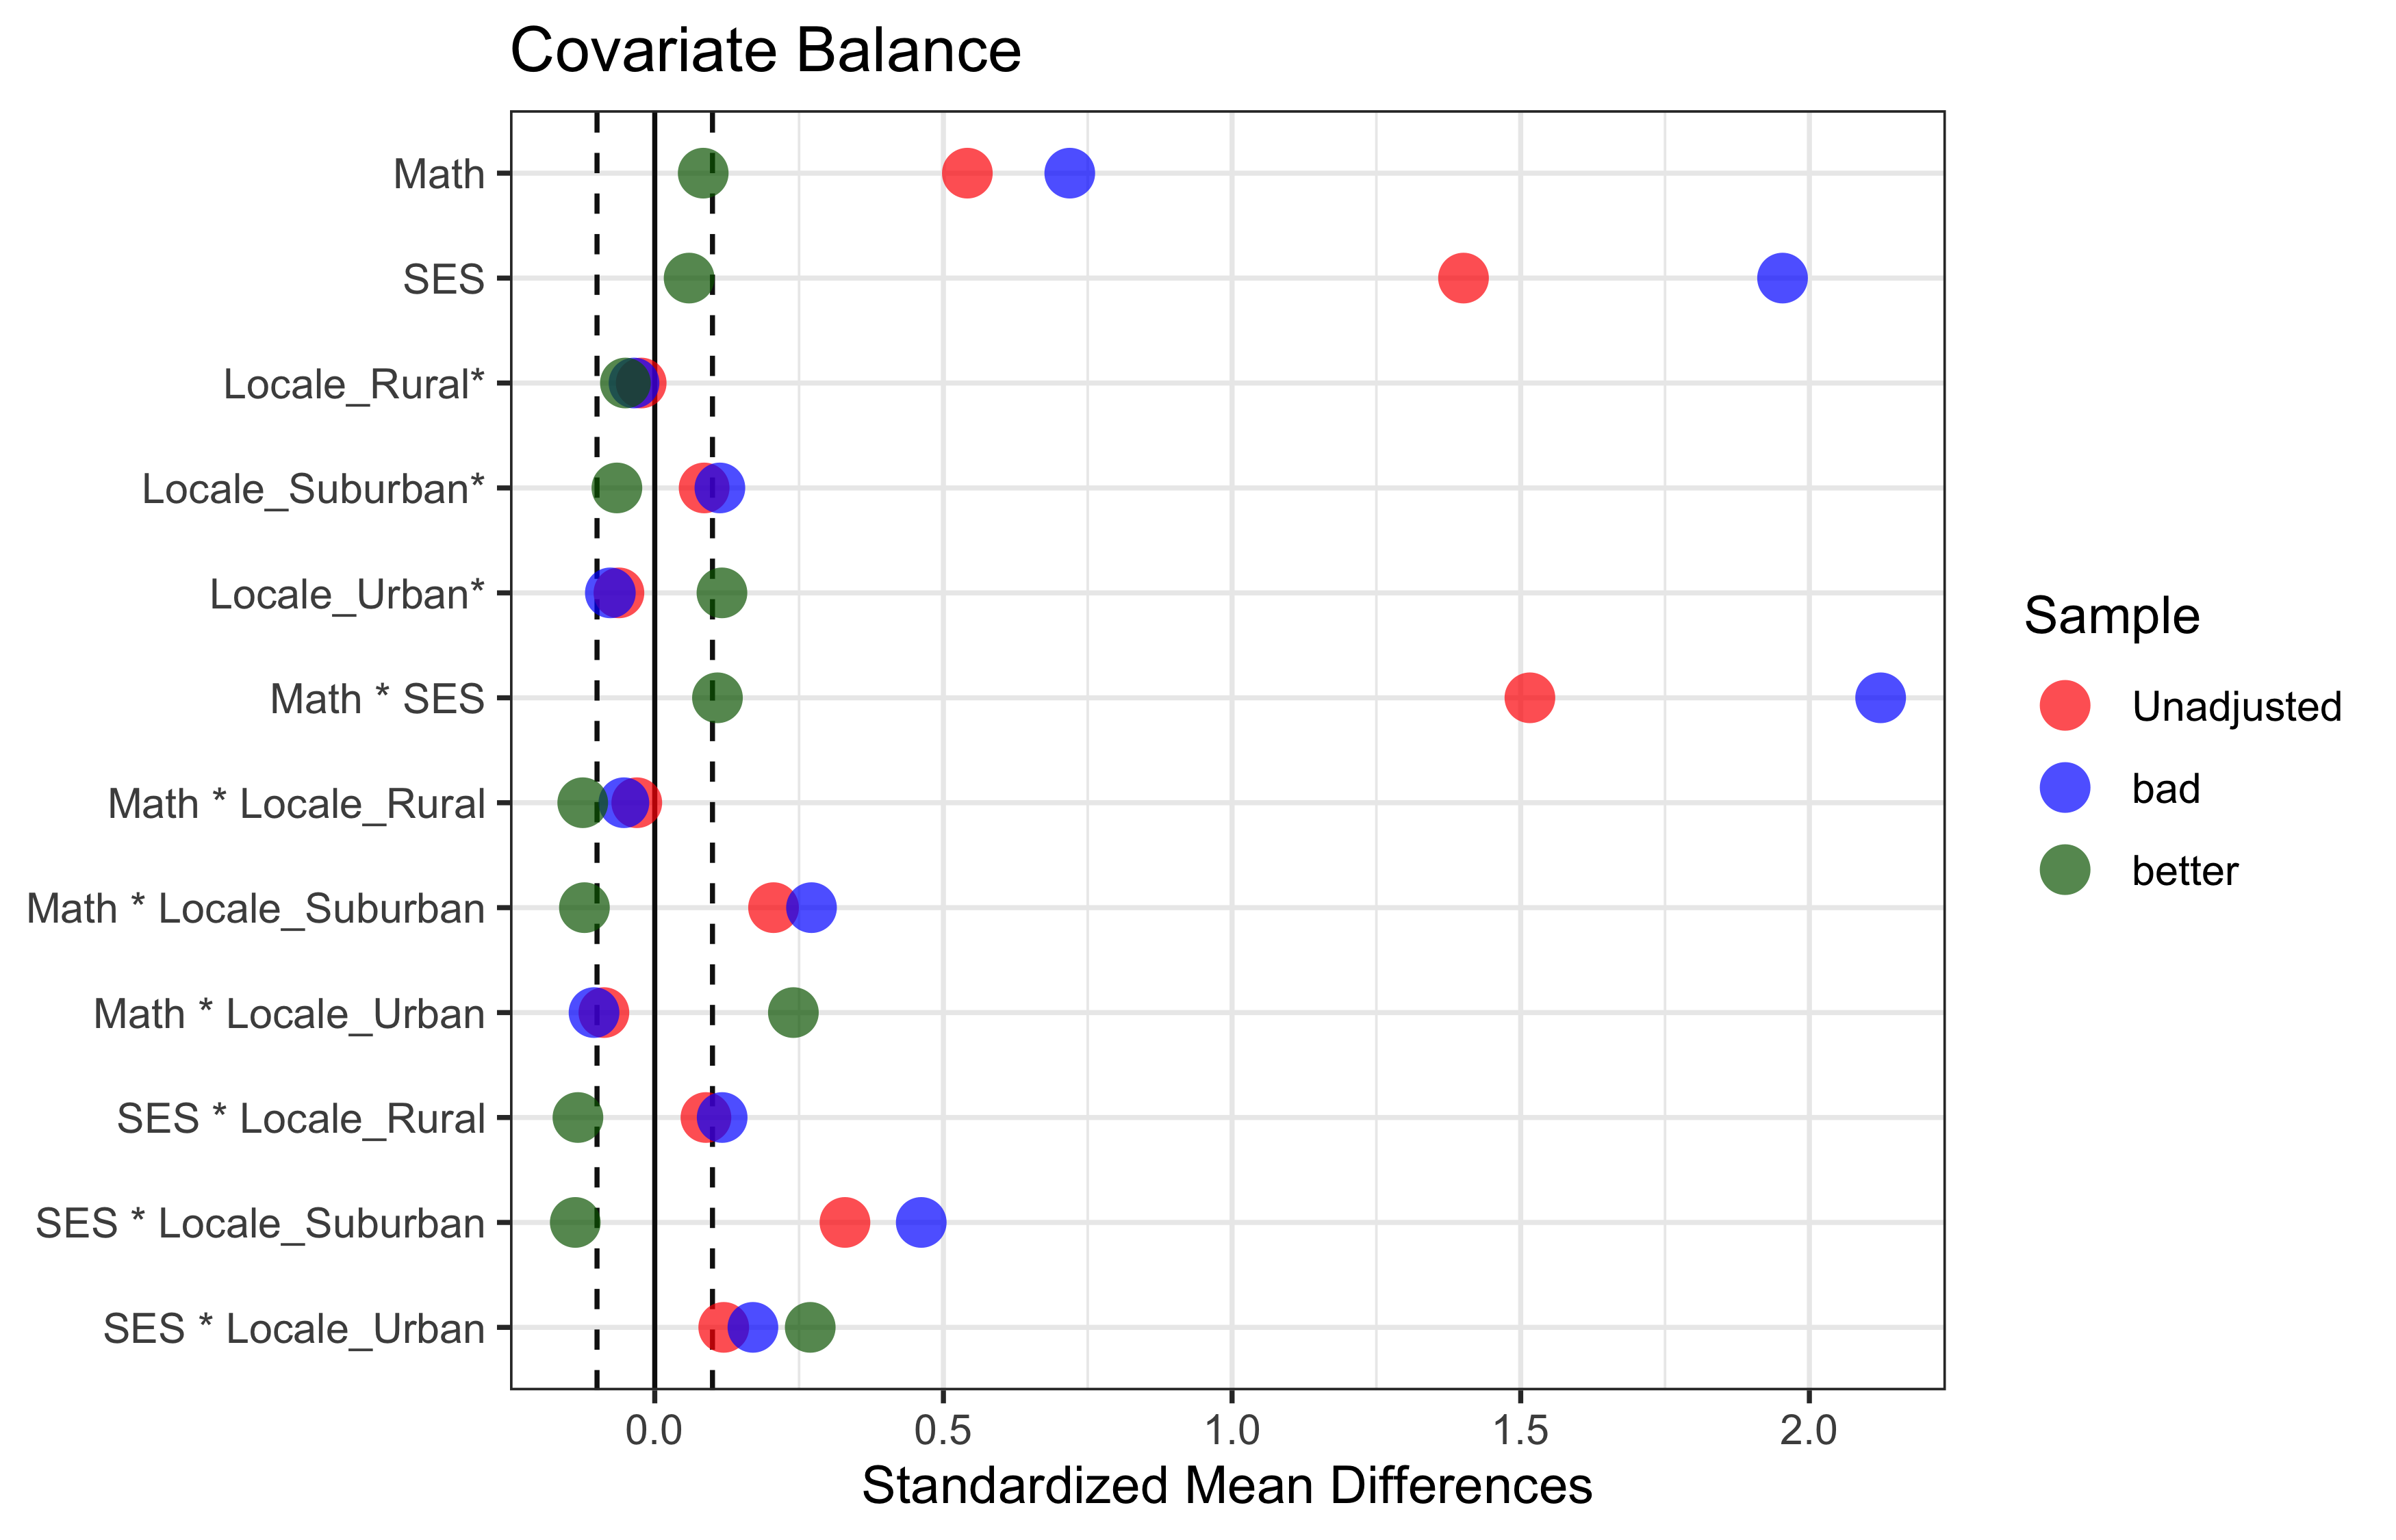 Covariate Balance
Math
SES
Locale_Rural*
Locale_Suburban*
Locale_Urban*
Math * SES
Math * Locale_Rural
Math * Locale_Suburban
Math * Locale_Urban
SES * Locale_Rural
SES * Locale_Suburban
SES * Locale_Urban
0.0 0.5 1.0 1.5 2.0
Standardized Mean Differences
Sample
Unadjusted
bad
better